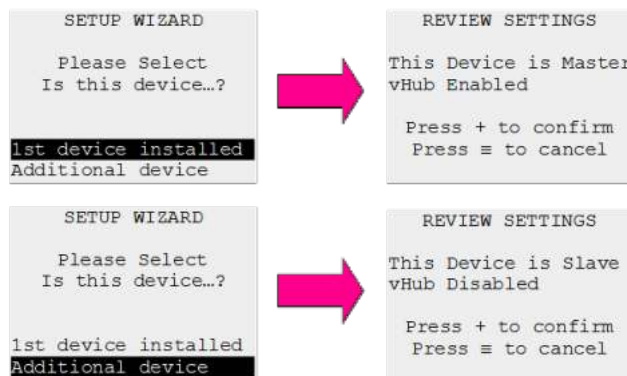 SETUP WIZARD
Please Select
Is this device…?
1st device installed
Additional device
REVIEW SETTINGS
This Device is Master
vHub Enabled
Press + to confirm
Press ≡ to cancel
SETUP WIZARD
Please Select
Is this device…?
1st device installed
Additional device
REVIEW SETTINGS
This Device is Slave
vHub Disabled
Press + to confirm
Press ≡ to cancel